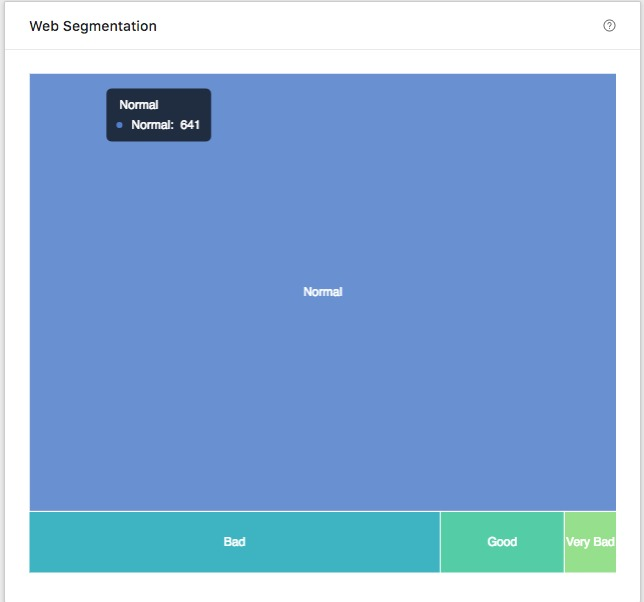 Web Segmentation
Normal
Normal: 641
Normal
Bad
Good
Very Bad